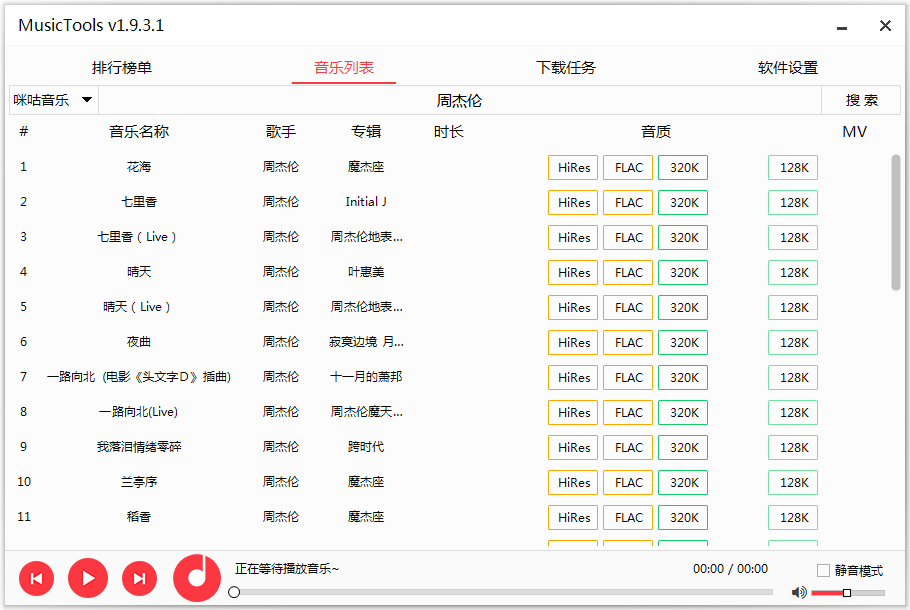 MusicTools v1.9.3.1
排行榜单 音乐列表 下载任务 软件设置
咪咕音乐 周杰伦 搜 索
# 音乐名称 歌手 专辑 时长 音质 MV
1 花海 周杰伦 魔杰座 HiRes FLAC 320K 128K
2 七里香 周杰伦 Initial J HiRes FLAC 320K 128K
3 七里香 ( Live ) 周杰伦 周杰伦地表... HiRes FLAC 320K 128K
4 晴天 周杰伦 叶惠美 HiRes FLAC 320K 128K
5 晴天 ( Live ) 周杰伦 周杰伦地表... HiRes FLAC 320K 128K
6 夜曲 周杰伦 寂寞边境 月... HiRes FLAC 320K 128K
7 一路向北 (电影《头文字Ｄ》插曲) 周杰伦 十一月的萧邦 HiRes FLAC 320K 128K
8 一路向北(Live) 周杰伦 周杰伦魔天... HiRes FLAC 320K 128K
9 我落泪情绪零碎 周杰伦 跨时代 HiRes FLAC 320K 128K
10 兰亭序 周杰伦 魔杰座 HiRes FLAC 320K 128K
11 稻香 周杰伦 魔杰座 HiRes FLAC 320K 128K
正在等待播放音乐~ 00:00 / 00:00 静音模式